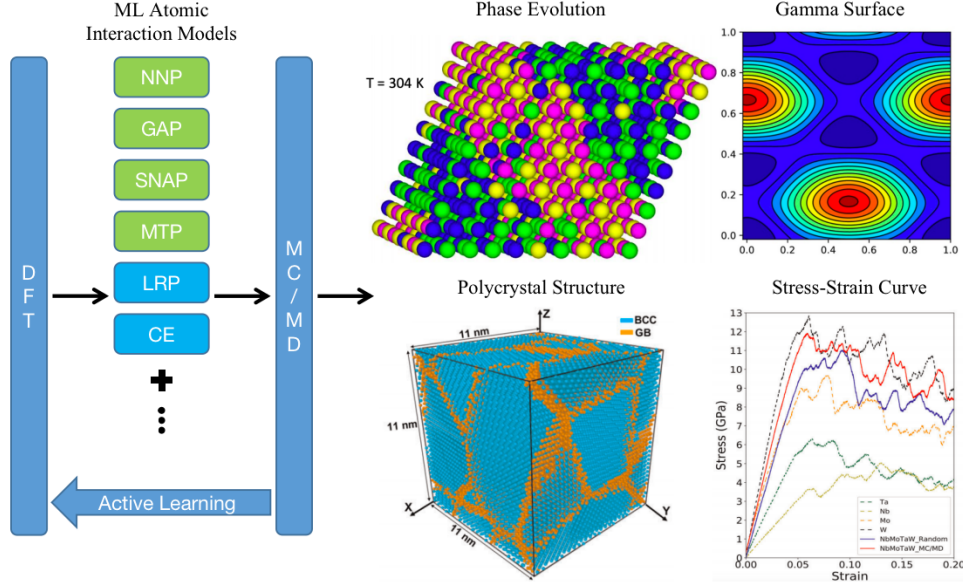 ML Atomic
Interaction Models
NNP
GAP
SNAP
MTP
LRP
CE
DFT
MC/MD
Active Learning
Phase Evolution
T = 304 K
Gamma Surface
1.0
0.8
0.6
0.4
0.2
0.0
0.0 0.2 0.4 0.6 0.8 1.0
Polycrystal Structure
Z
BCC
GB
11 nm
11 nm
11 nm
X
Y
Stress-Strain Curve
Stress (GPa)
13
12
11
10
9
8
7
6
5
4
3
2
1
0
Ta
Nb
Mo
W
NbMoTaW_Random
NbMoTaW_MC/MD
0.00 0.05 0.10 0.15 0.20
Strain